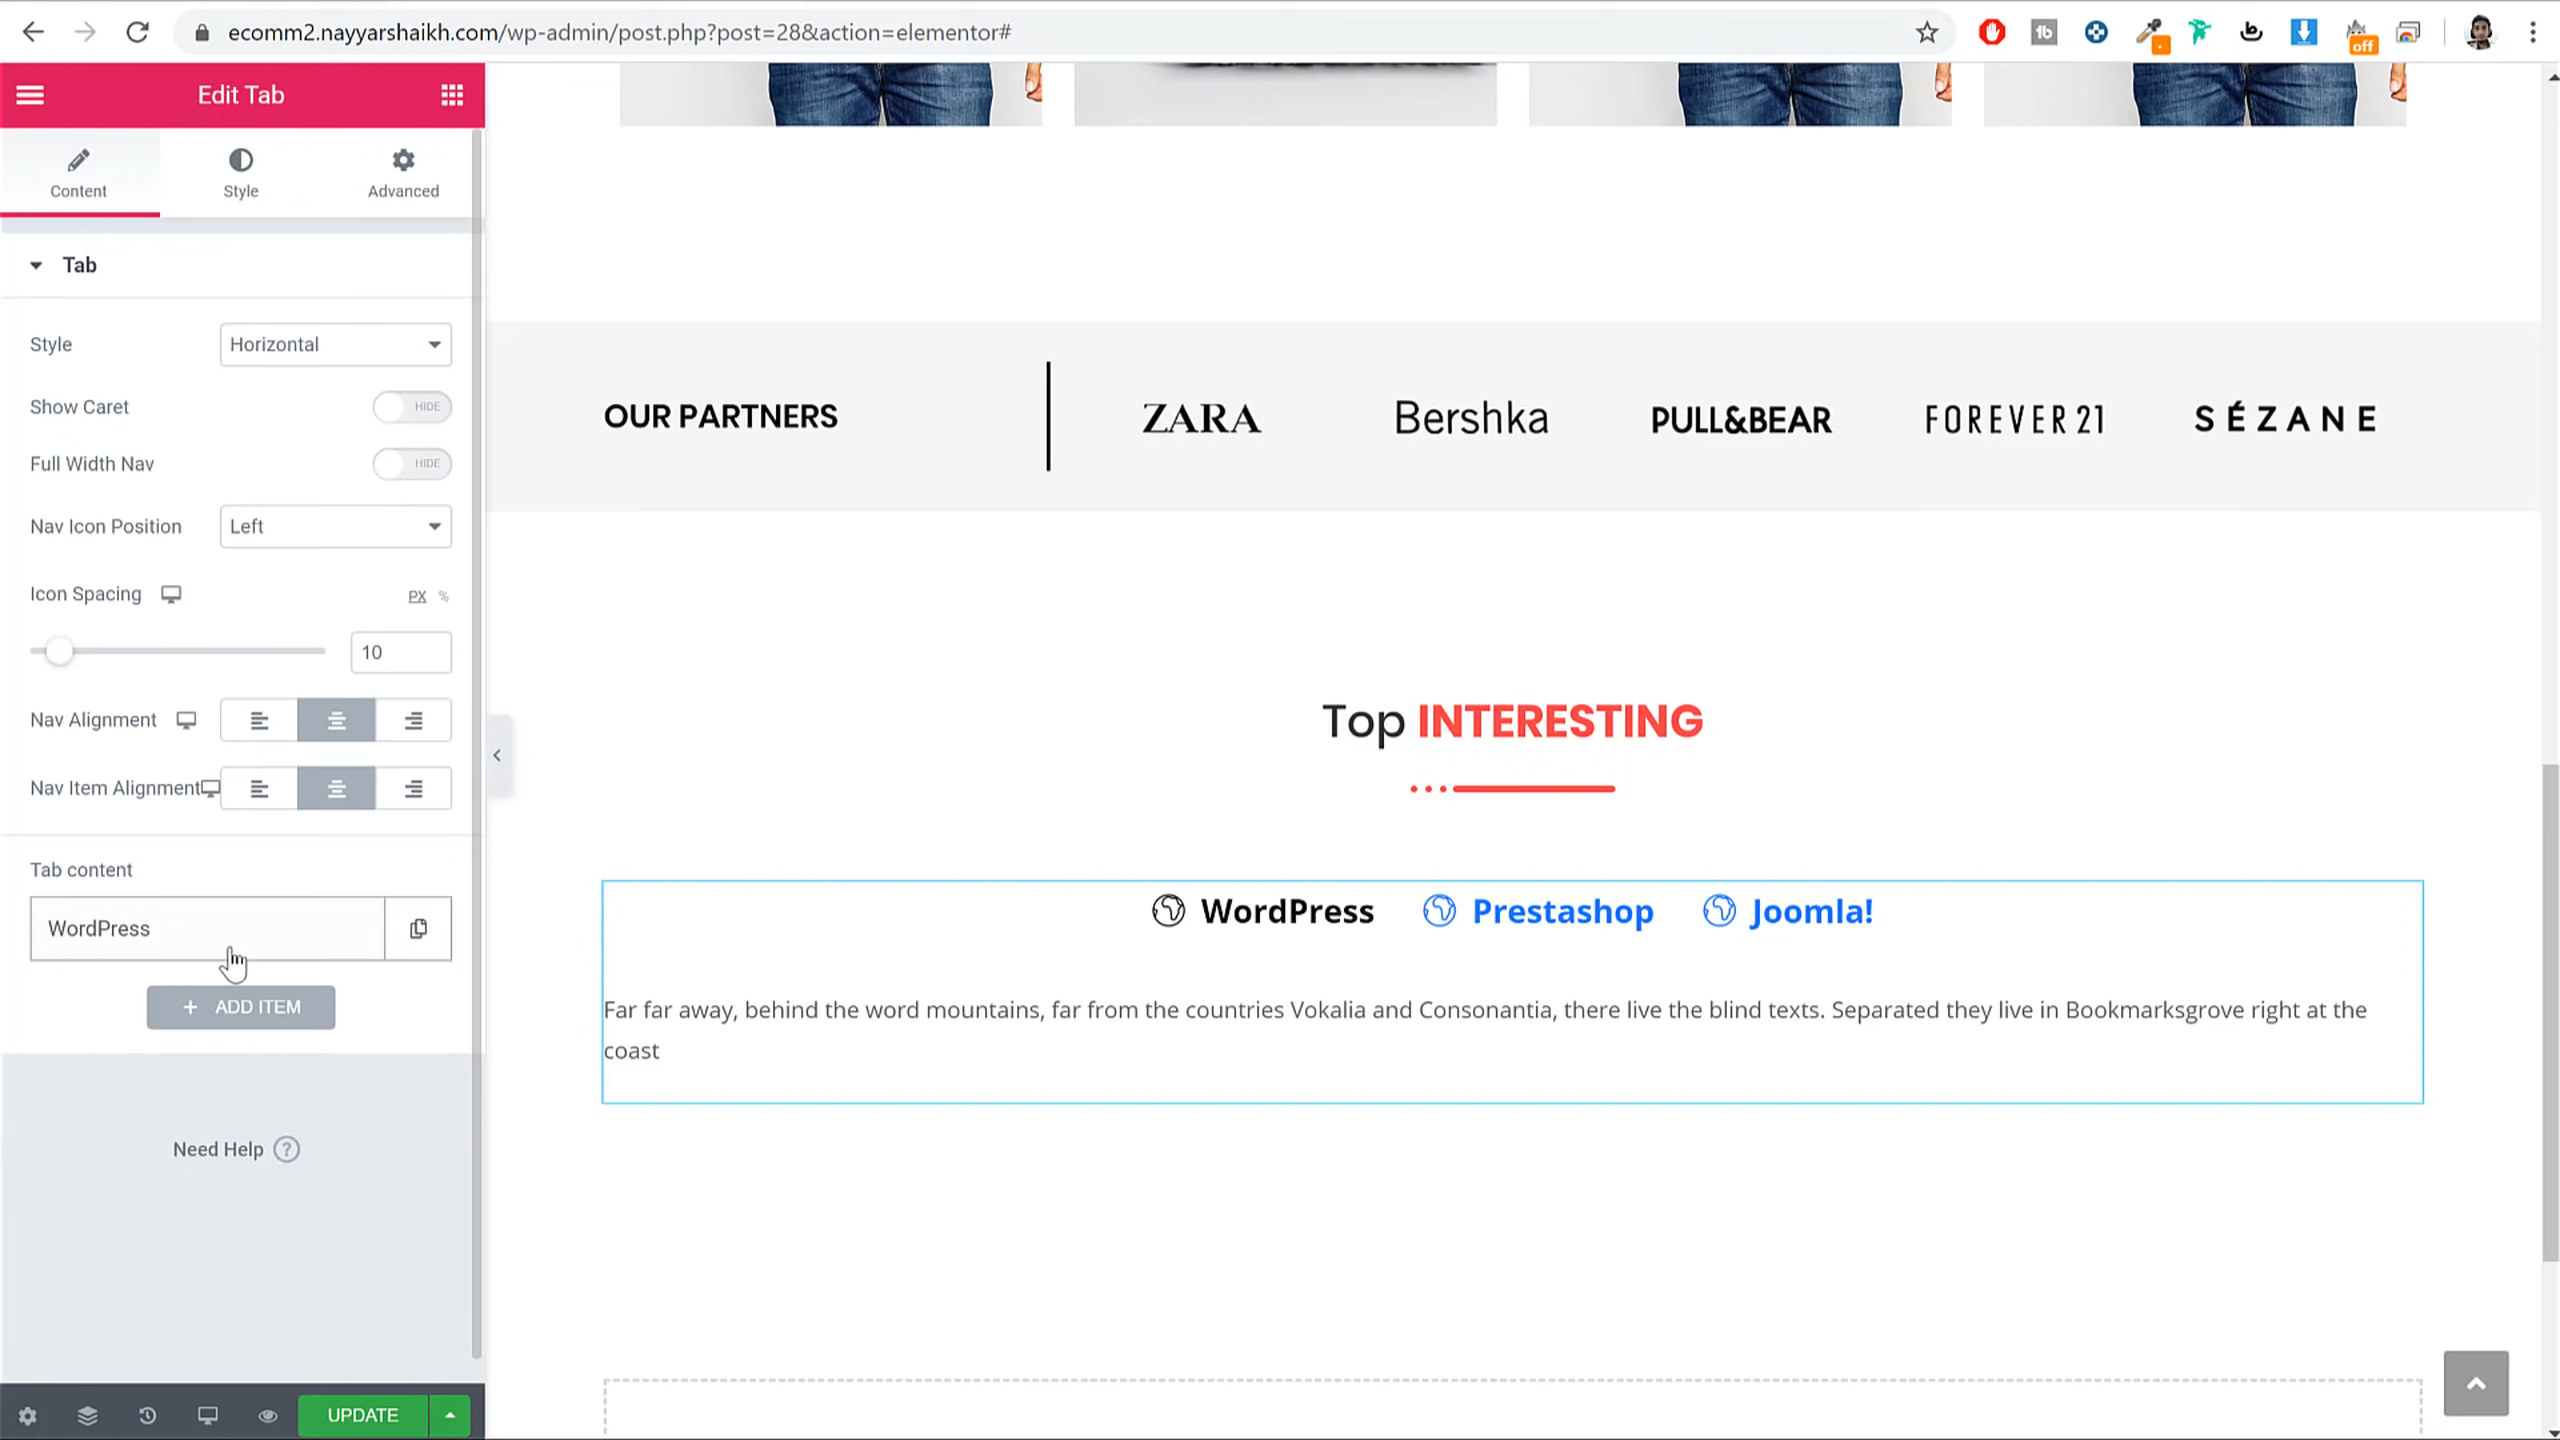 ecomm2.nayyarshaikh.com/wp-admin/post.php?post=28&action=elementor#
off
Edit Tab
Content
Style
Advanced
Tab
Style
Horizontal
Show Caret
HIDE
Full Width Nav
HIDE
Nav Icon Position
Left
Icon Spacing
PX %
10
Nav Alignment
Nav Item Alignment
Tab content
WordPress
+ ADD ITEM
Need Help ?
UPDATE
OUR PARTNERS
ZARA
Bershka
PULL&BEAR
FOREVER 21
SÉZANE
Top INTERESTING
WordPress
Prestashop
Joomla!
Far far away, behind the word mountains, far from the countries Vokalia and Consonantia, there live the blind texts. Separated they live in Bookmarksgrove right at the
coast